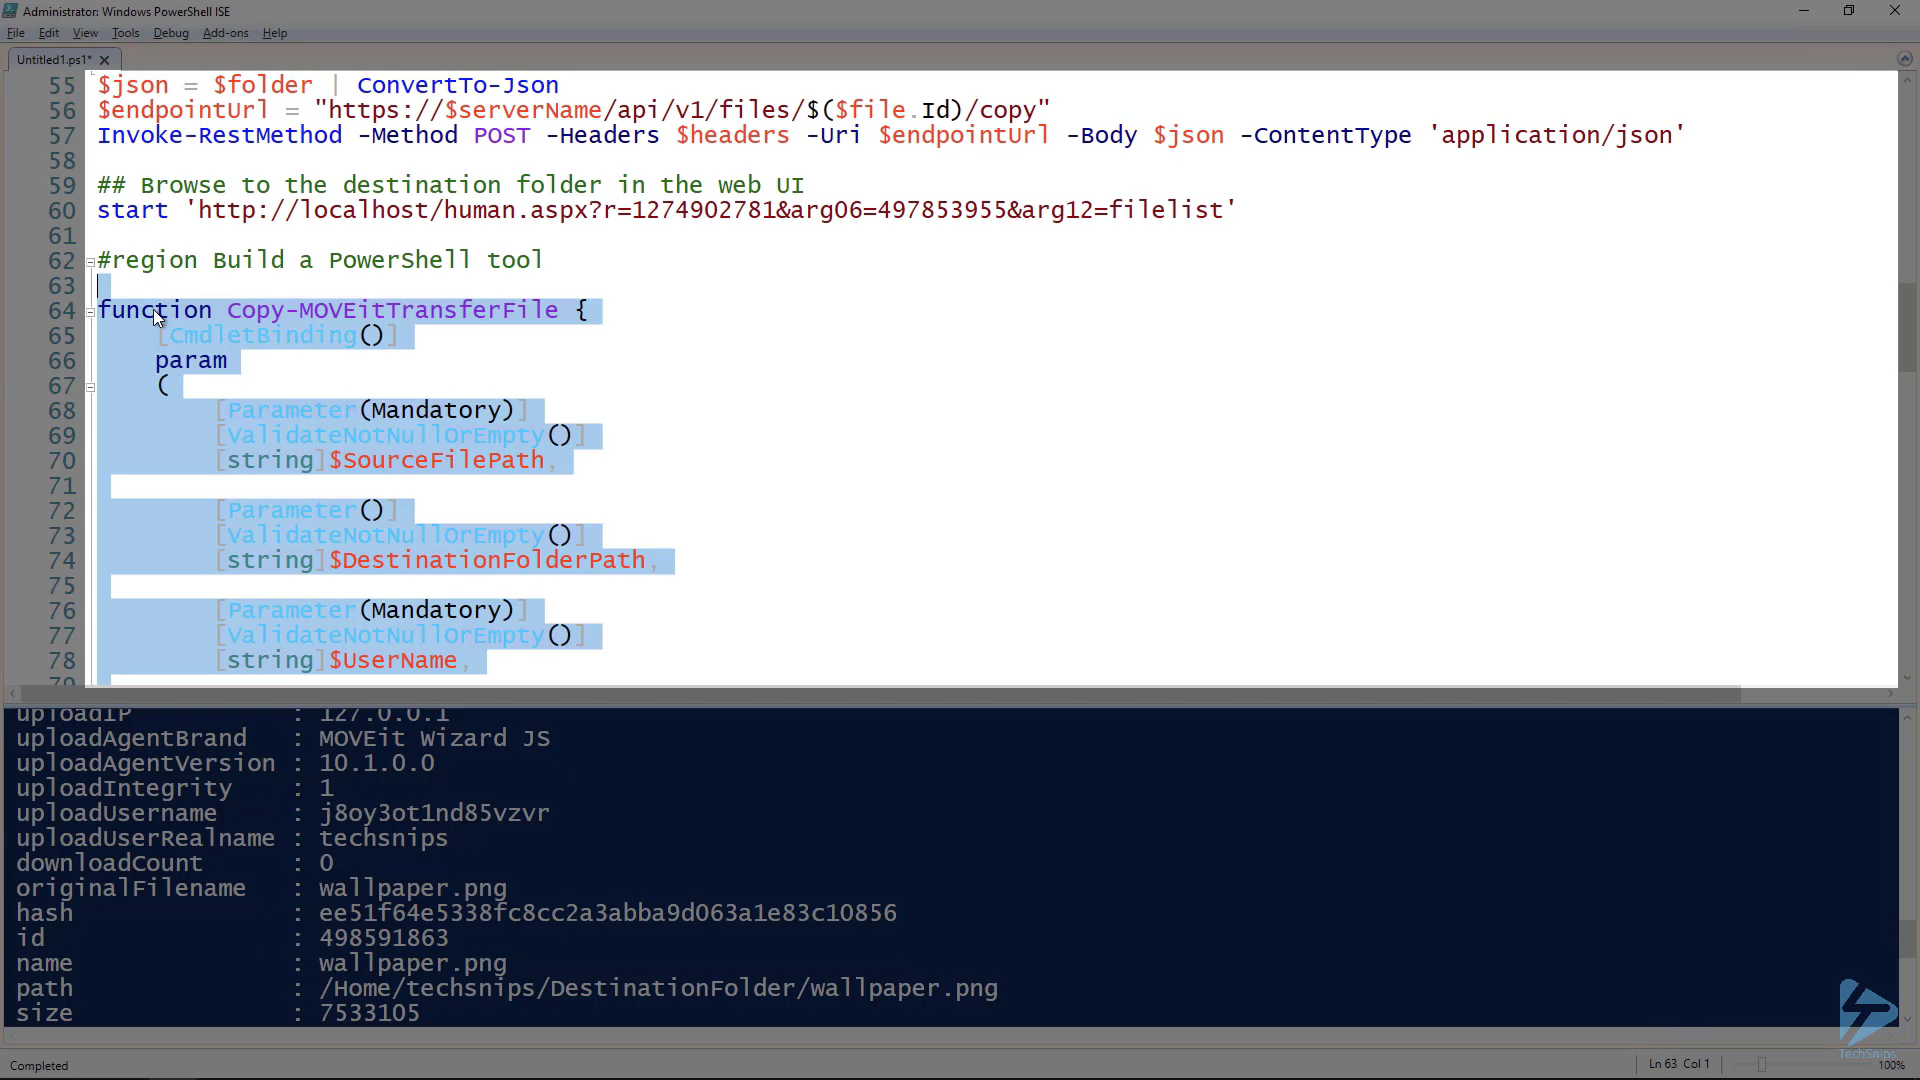 Administrator: Windows PowerShell ISE
File Edit View Tools Debug Add-ons Help
Untitled1.ps1*
55 $json = $folder | ConvertTo-Json
56 $endpointUrl = "https://$serverName/api/v1/files/$($file.Id)/copy"
57 Invoke-RestMethod -Method POST -Headers $headers -Uri $endpointUrl -Body $json -ContentType 'application/json'
58
59 ## Browse to the destination folder in the web UI
60 start 'http://localhost/human.aspx?r=1274902781&arg06=497853955&arg12=filelist'
61
62 #region Build a PowerShell tool
63
64 function Copy-MOVEitTransferFile {
65 [CmdletBinding()]
66 param
67 (
68 [Parameter(Mandatory)]
69 [ValidateNotNullOrEmpty()]
70 [string]$SourceFilePath,
71
72 [Parameter()]
73 [ValidateNotNullOrEmpty()]
74 [string]$DestinationFolderPath,
75
76 [Parameter(Mandatory)]
77 [ValidateNotNullOrEmpty()]
78 [string]$UserName,
79
uploadIP : 127.0.0.1
uploadAgentBrand : MOVEit Wizard JS
uploadAgentVersion : 10.1.0.0
uploadIntegrity : 1
uploadUsername : j8oy3ot1nd85vzvr
uploadUserRealname : techsnips
downloadCount : 0
originalFilename : wallpaper.png
hash : ee51f64e5338fc8cc2a3abba9d063a1e83c10856
id : 498591863
name : wallpaper.png
path : /Home/techsnips/DestinationFolder/wallpaper.png
size : 7533105
TechSnips
Completed
Ln 63 Col 1
100%